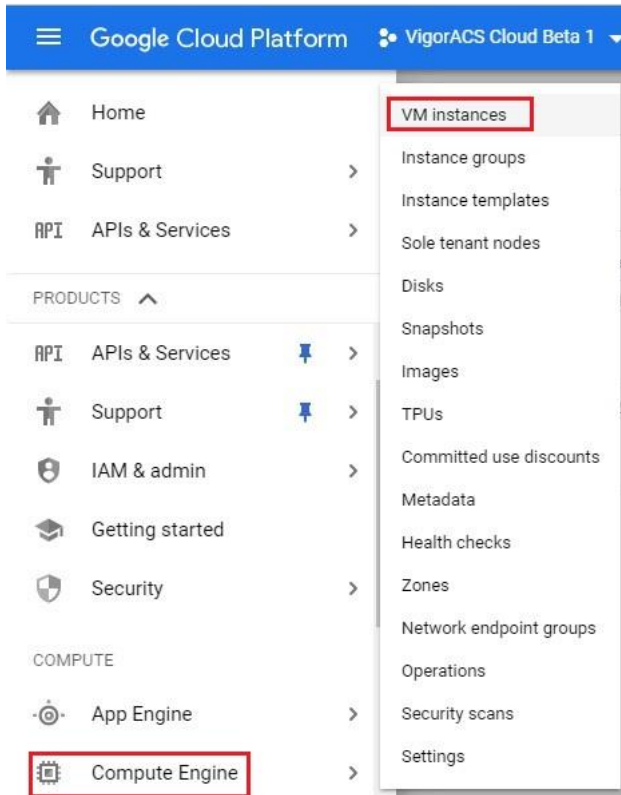 Google Cloud Platform VigorACS Cloud Beta 1
Home
Support
API APIs & Services
PRODUCTS
API APIs & Services
Support
IAM & admin
Getting started
Security
COMPUTE
App Engine
Compute Engine
VM instances
Instance groups
Instance templates
Sole tenant nodes
Disks
Snapshots
Images
TPUs
Committed use discounts
Metadata
Health checks
Zones
Network endpoint groups
Operations
Security scans
Settings